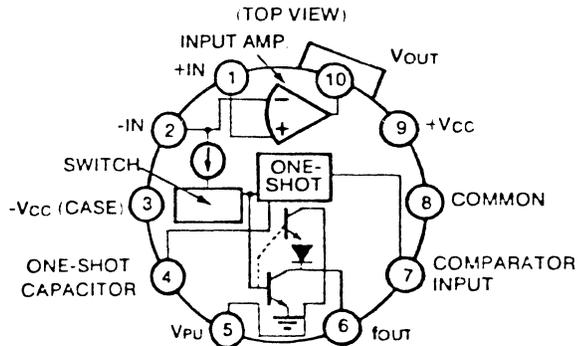 (TOP VIEW)
INPUT AMP.
+IN
1
10
VOUT
-IN
2
−
+
9
+VCC
SWITCH
ONE-
SHOT
-VCC (CASE)
3
8
COMMON
ONE-SHOT
CAPACITOR
4
7
COMPARATOR
INPUT
VPU
5
6
fOUT